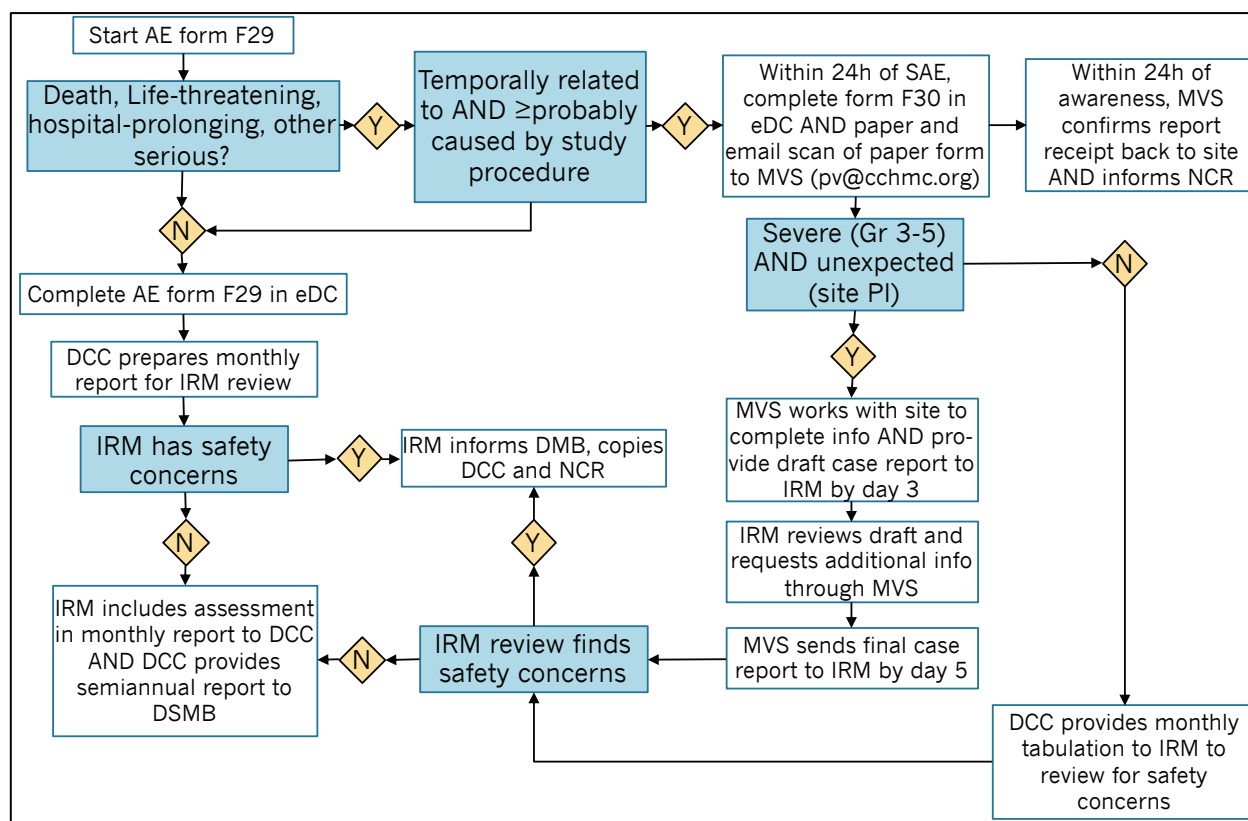 Start AE form F29
Death, Life-threatening,
hospital-prolonging, other
serious?
Y
Temporally related
to AND ≥probably
caused by study
procedure
Y
Within 24h of SAE,
complete form F30 in
eDC AND paper and
email scan of paper form
to MVS (pv@cchmc.org)
Within 24h of
awareness, MVS
confirms report
receipt back to site
AND informs NCR
N
Severe (Gr 3-5)
AND unexpected
(site PI)
N
Complete AE form F29 in eDC
Y
DCC prepares monthly
report for IRM review
MVS works with site to
complete info AND pro-
vide draft case report to
IRM by day 3
IRM has safety
concerns
Y
IRM informs DMB, copies
DCC and NCR
N
Y
IRM reviews draft and
requests additional info
through MVS
IRM includes assessment
in monthly report to DCC
AND DCC provides
semiannual report to
DSMB
N
IRM review finds
safety concerns
MVS sends final case
report to IRM by day 5
DCC provides monthly
tabulation to IRM to
review for safety
concerns